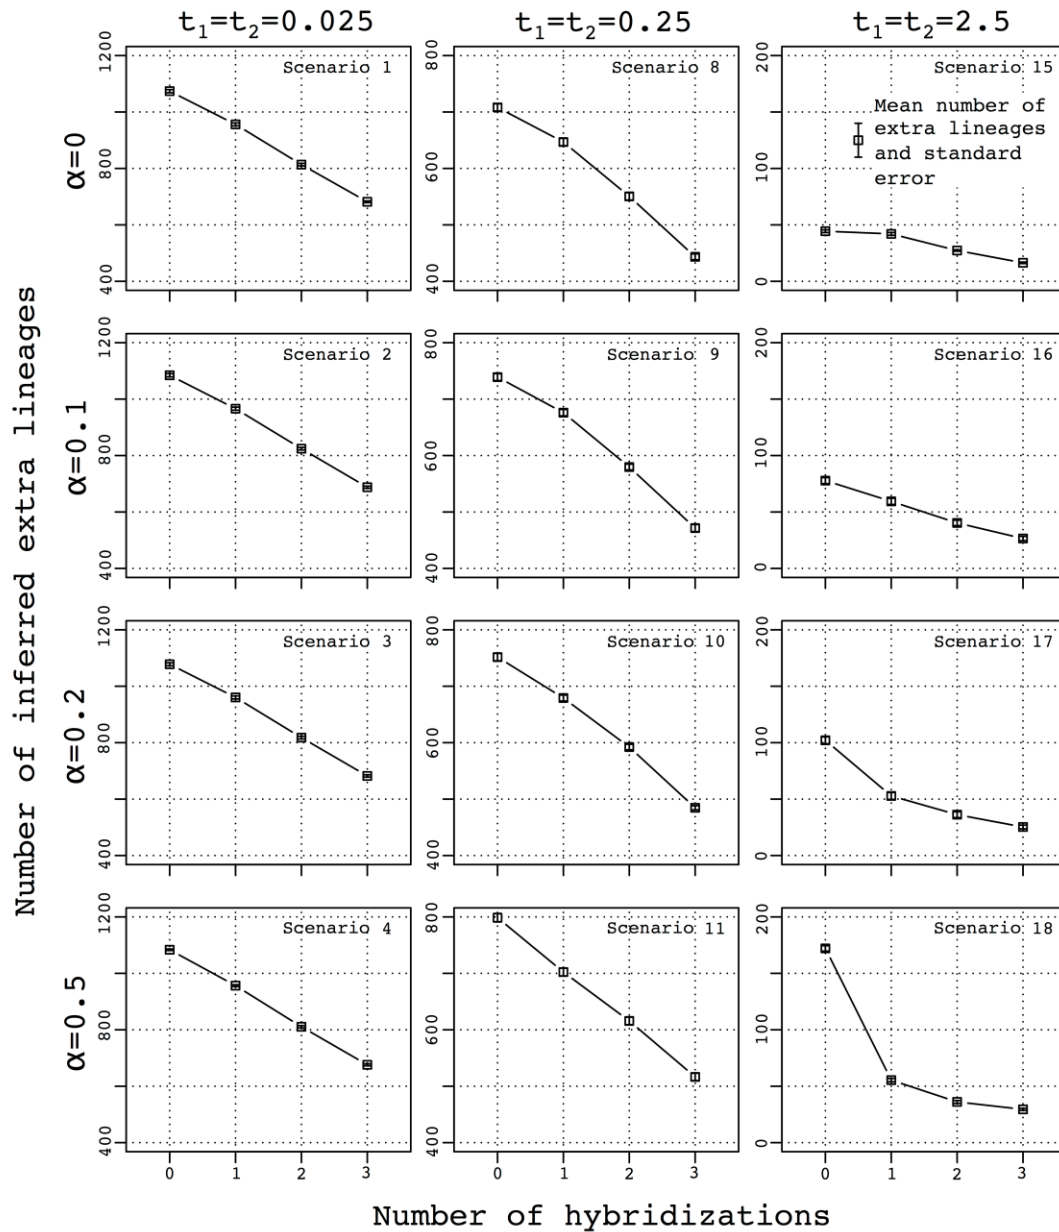 t₁=t₂=0.025
t₁=t₂=0.25
t₁=t₂=2.5
Number of inferred extra lineages
α=0
1200
800
400
Scenario 1
800
600
400
Scenario 8
200
100
0
Scenario 15
Mean number of
extra lineages
and standard
error
α=0.1
1200
800
400
Scenario 2
800
600
400
Scenario 9
200
100
0
Scenario 16
α=0.2
1200
800
400
Scenario 3
800
600
400
Scenario 10
200
100
0
Scenario 17
α=0.5
1200
800
400
Scenario 4
800
600
400
Scenario 11
200
100
0
Scenario 18
0 1 2 3
0 1 2 3
0 1 2 3
Number of hybridizations